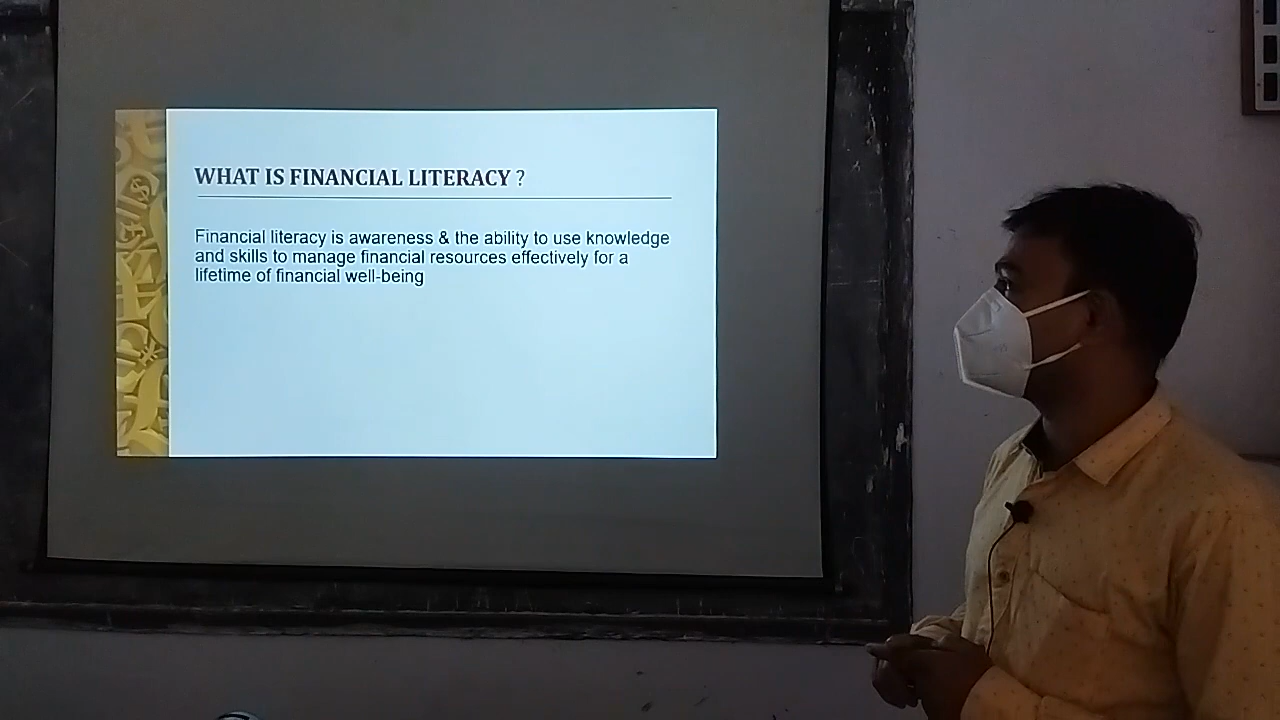 WHAT IS FINANCIAL LITERACY ?
Financial literacy is awareness & the ability to use knowledge
and skills to manage financial resources effectively for a
lifetime of financial well-being